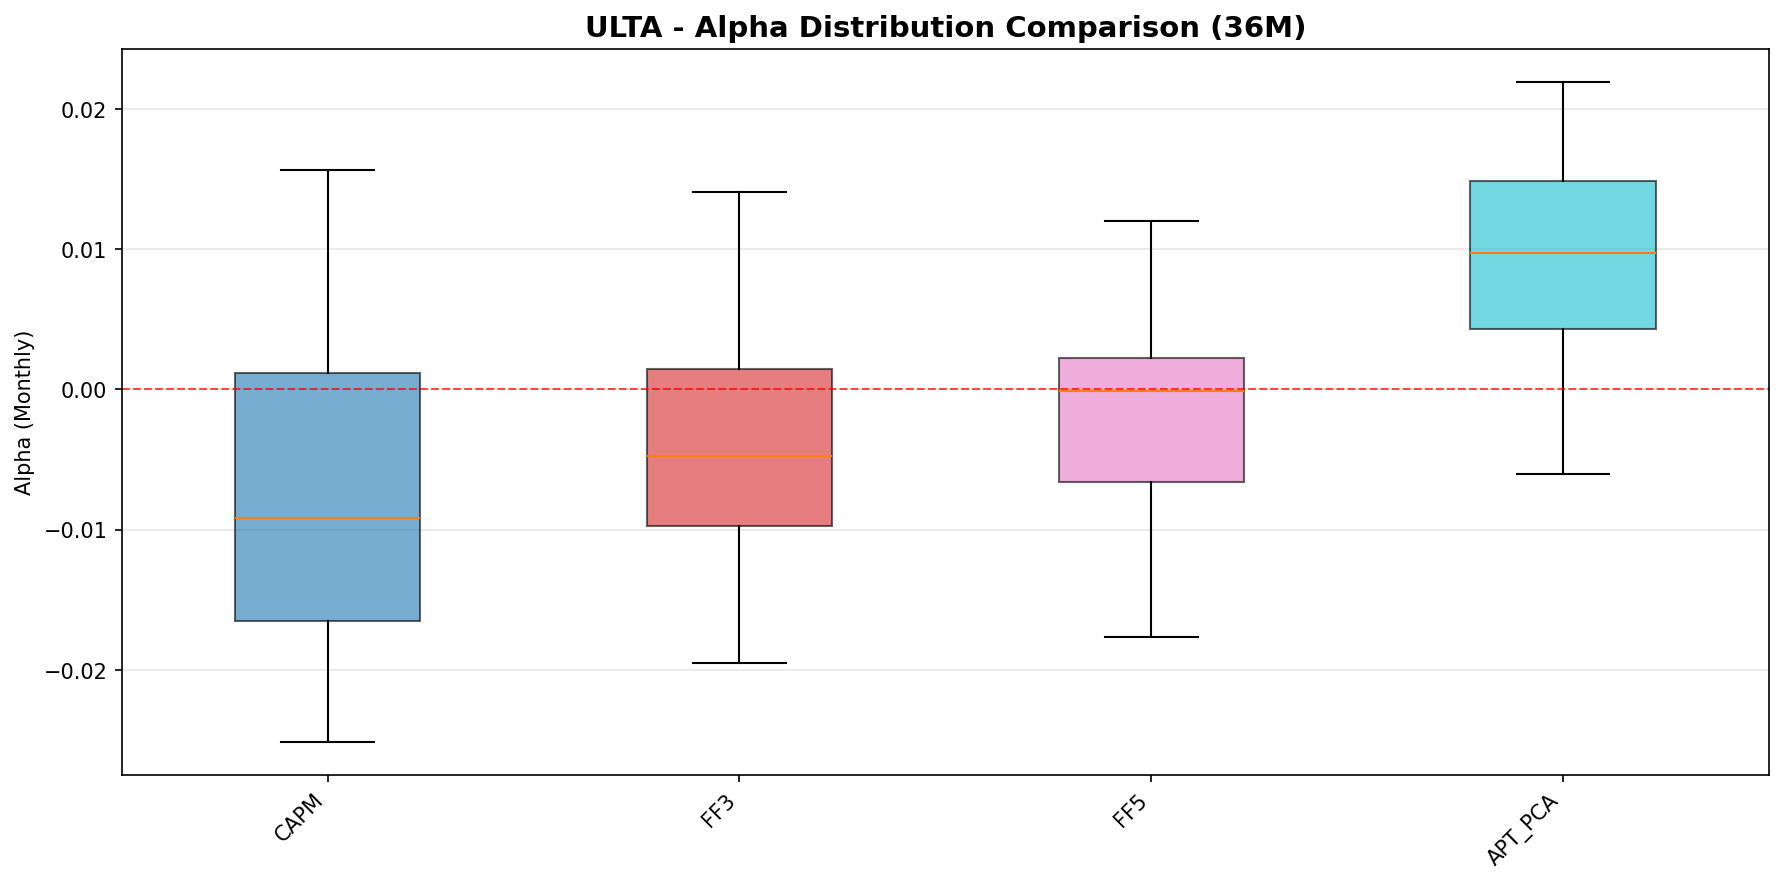 ULTA - Alpha Distribution Comparison (36M)
Alpha (Monthly)
0.02
0.01
0.00
−0.01
−0.02
CAPM
FF3
FF5
APT_PCA